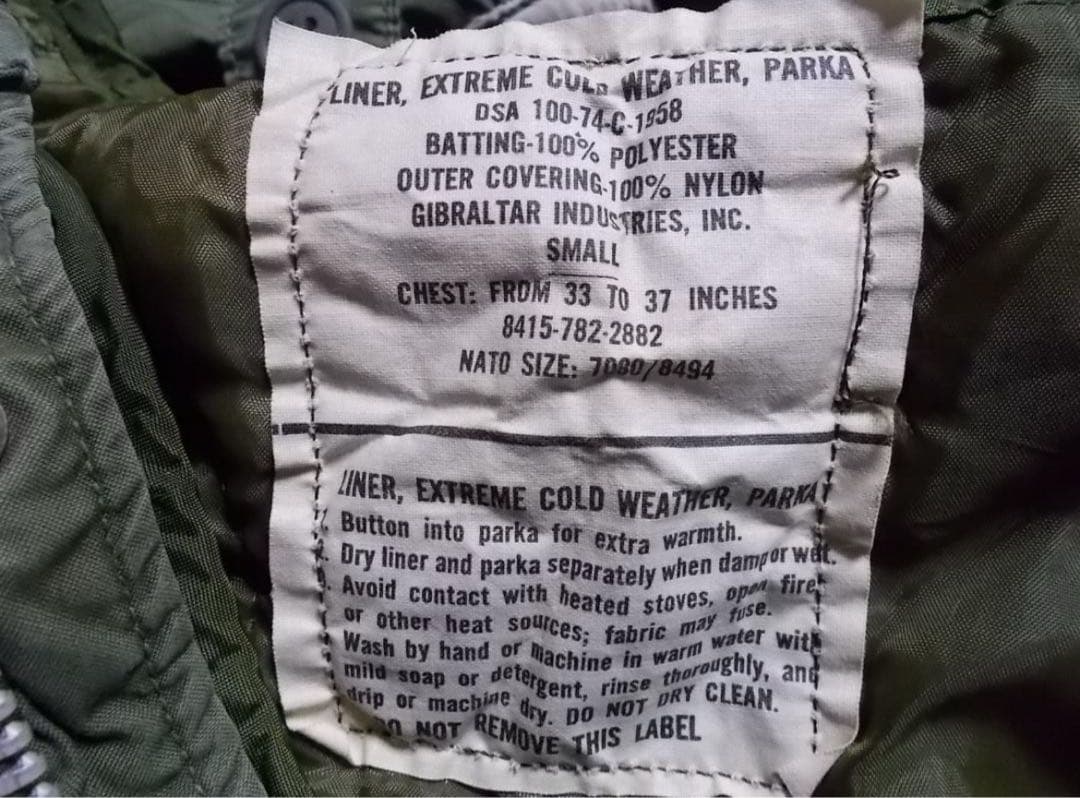 LINER, EXTREME COLD WEATHER, PARKA
DSA 100-74-C-1958
BATTING-100% POLYESTER
OUTER COVERING-100% NYLON
GIBRALTAR INDUSTRIES, INC.
SMALL
CHEST: FROM 33 TO 37 INCHES
8415-782-2882
NATO SIZE: 7080/8494
LINER, EXTREME COLD WEATHER, PARKA
1. Button into parka for extra warmth.
Dry liner and parka separately when damp or wet.
Avoid contact with heated stoves, open fire,
or other heat sources; fabric may fuse.
Wash by hand or machine in warm water with
mild soap or detergent, rinse thoroughly, and
drip or machine dry. DO NOT DRY CLEAN.
DO NOT REMOVE THIS LABEL